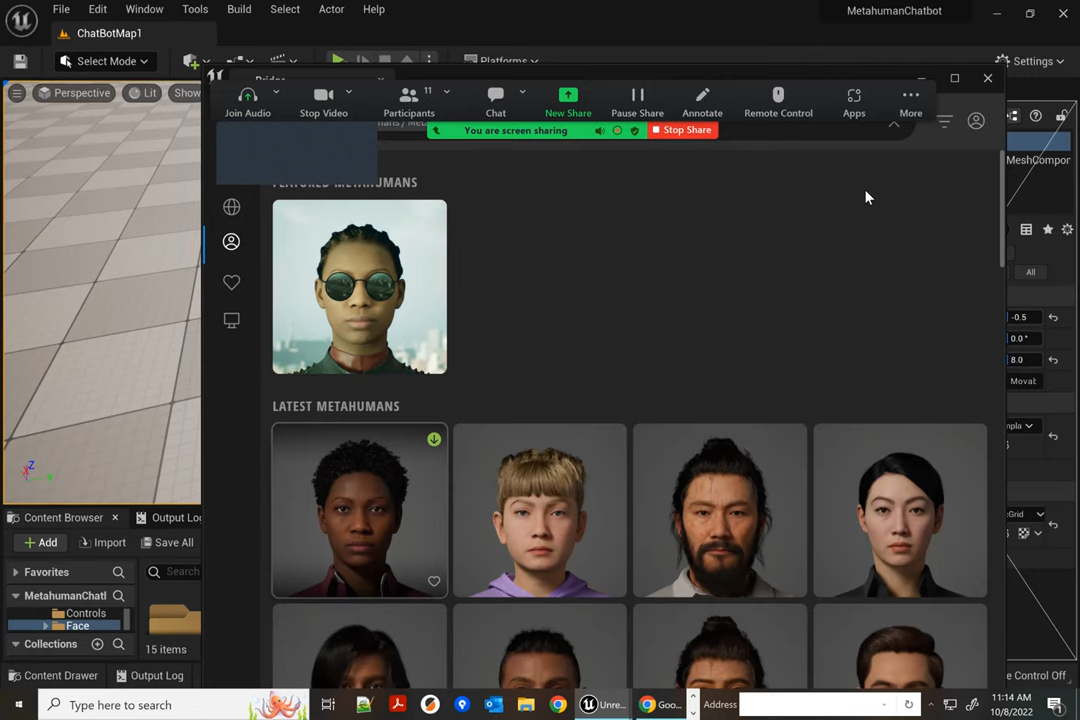 File Edit Window Tools Build Select Actor Help
MetahumanChatbot
ChatBotMap1
Select Mode
Platforms
Settings
Bridge
Perspective
Lit
Show
11
Join Audio
Stop Video
Participants
Chat
New Share
Pause Share
Annotate
Remote Control
Apps
More
You are screen sharing
Stop Share
MeshCompor
FEATURED METAHUMANS
All
-0.5
0.0°
8.0
Movab
LATEST METAHUMANS
Z
Content Browser
Output Log
Add
Import
Save All
Favorites
Search
MetahumanChatl
Controls
Face
Collections
15 items
Content Drawer
Output Log
e Control Off
Type here to search
Unre...
Goo...
Address
11:14 AM
10/8/2022